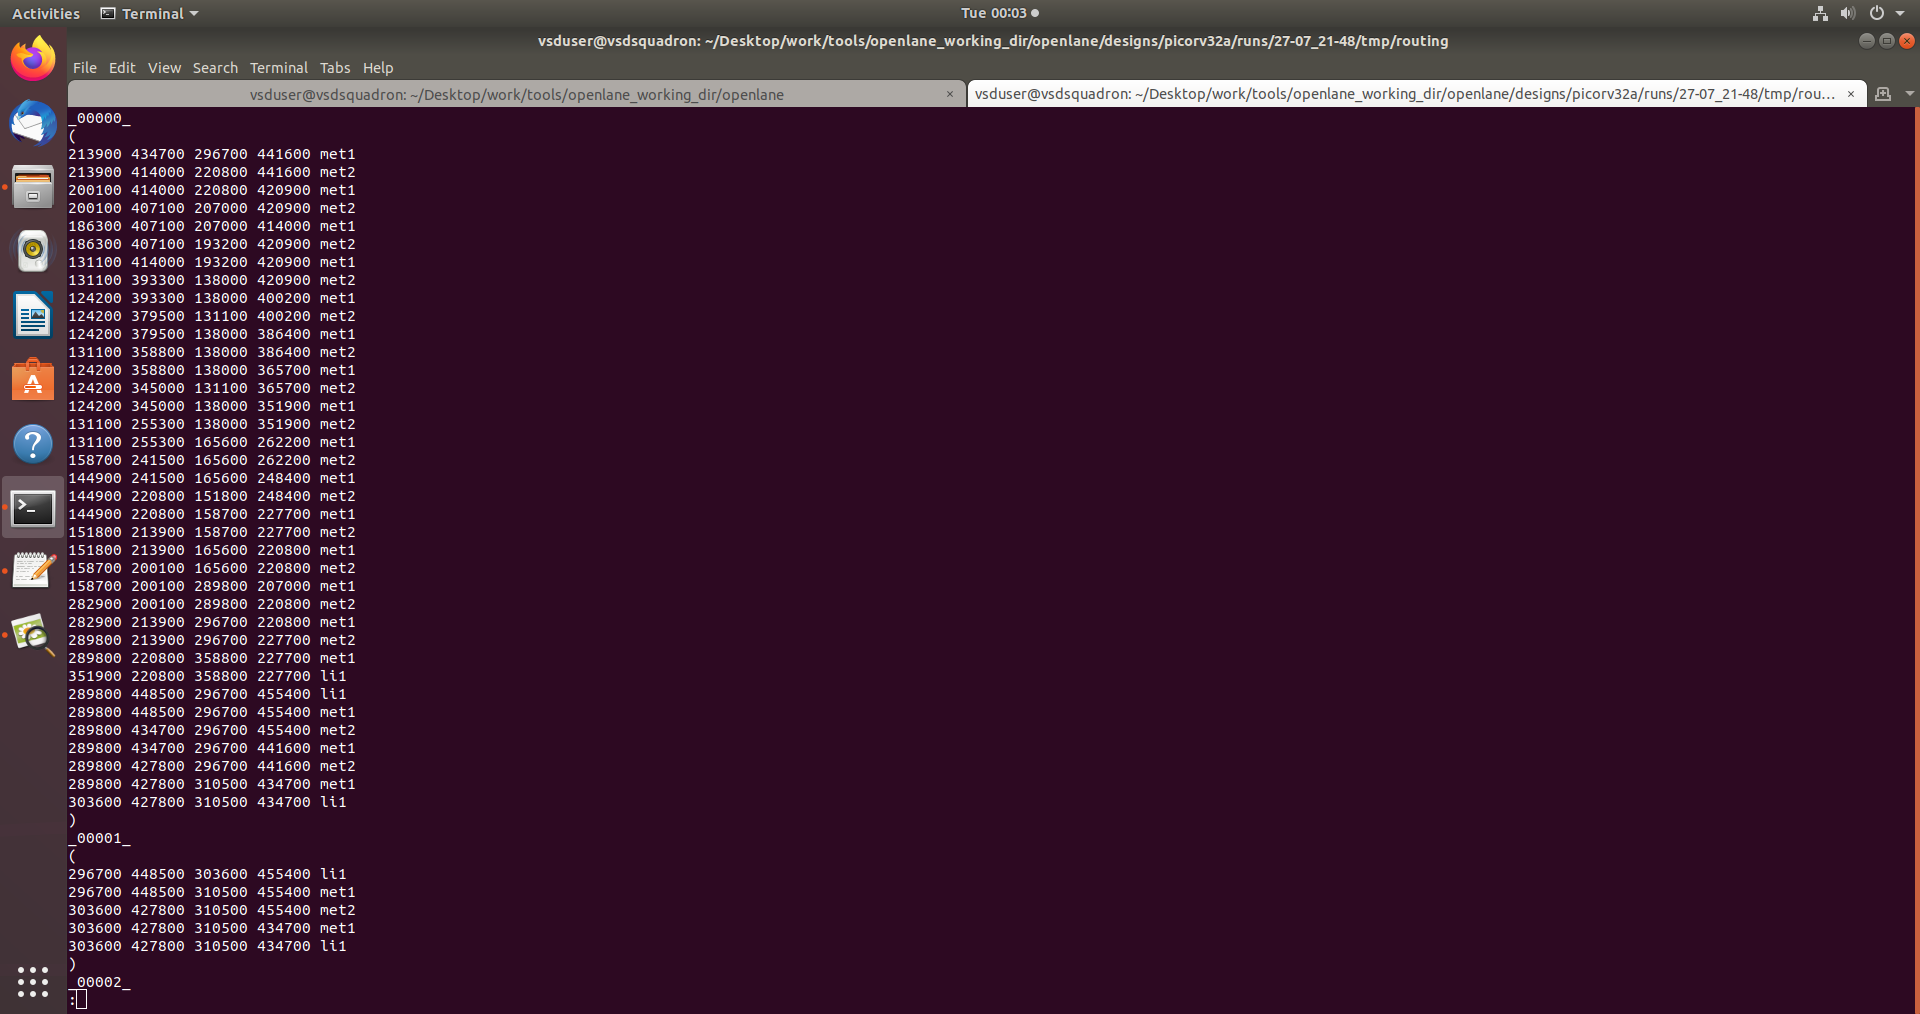 Activities Terminal Tue 00:03
vsduser@vsdsquadron: ~/Desktop/work/tools/openlane_working_dir/openlane/designs/picorv32a/runs/27-07_21-48/tmp/routing
File Edit View Search Terminal Tabs Help
vsduser@vsdsquadron: ~/Desktop/work/tools/openlane_working_dir/openlane × vsduser@vsdsquadron: ~/Desktop/work/tools/openlane_working_dir/openlane/designs/picorv32a/runs/27-07_21-48/tmp/rou... ×
_00000_
(
213900 434700 296700 441600 met1
213900 414000 220800 441600 met2
200100 414000 220800 420900 met1
200100 407100 207000 420900 met2
186300 407100 207000 414000 met1
186300 407100 193200 420900 met2
131100 414000 193200 420900 met1
131100 393300 138000 420900 met2
124200 393300 138000 400200 met1
124200 379500 131100 400200 met2
124200 379500 138000 386400 met1
131100 358800 138000 386400 met2
124200 358800 138000 365700 met1
124200 345000 131100 365700 met2
124200 345000 138000 351900 met1
131100 255300 138000 351900 met2
131100 255300 165600 262200 met1
158700 241500 165600 262200 met2
144900 241500 165600 248400 met1
144900 220800 151800 248400 met2
144900 220800 158700 227700 met1
151800 213900 158700 227700 met2
151800 213900 165600 220800 met1
158700 200100 165600 220800 met2
158700 200100 289800 207000 met1
282900 200100 289800 220800 met2
282900 213900 296700 220800 met1
289800 213900 296700 227700 met2
289800 220800 358800 227700 met1
351900 220800 358800 227700 li1
289800 448500 296700 455400 li1
289800 448500 296700 455400 met1
289800 434700 296700 455400 met2
289800 434700 296700 441600 met1
289800 427800 296700 441600 met2
289800 427800 310500 434700 met1
303600 427800 310500 434700 li1
)
_00001_
(
296700 448500 303600 455400 li1
296700 448500 310500 455400 met1
303600 427800 310500 455400 met2
303600 427800 310500 434700 met1
303600 427800 310500 434700 li1
)
_00002_
: